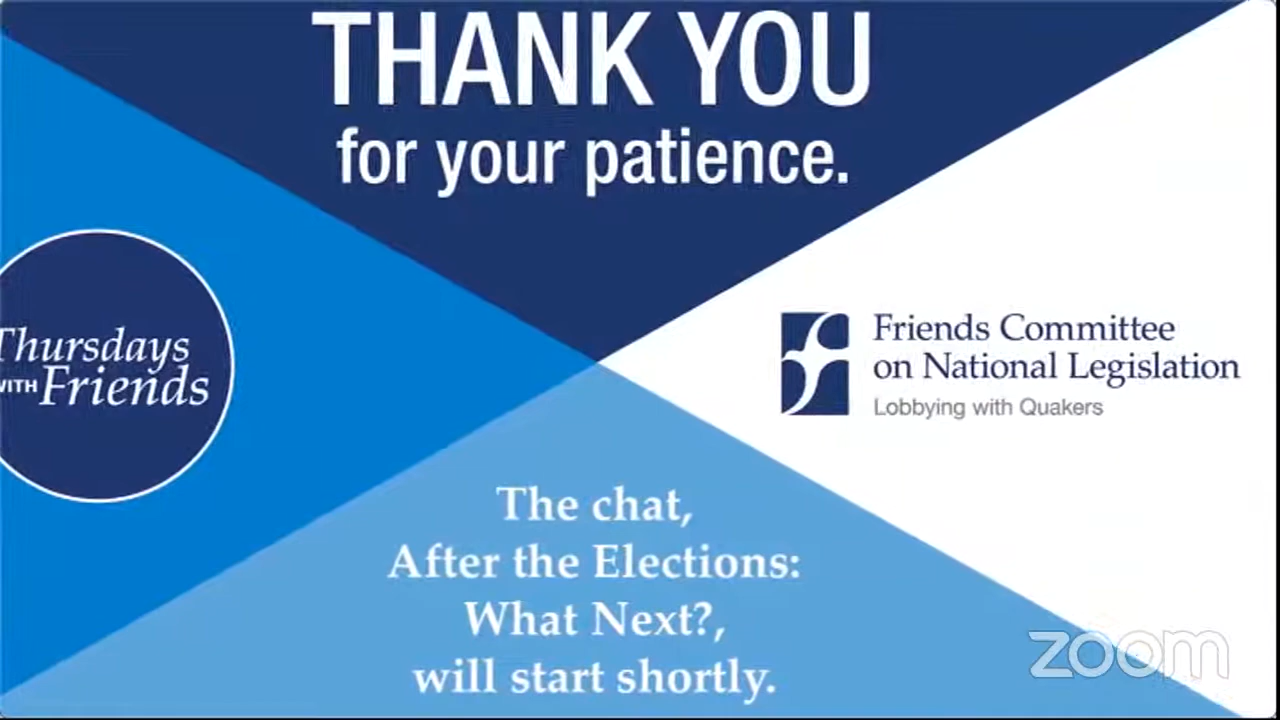 THANK YOU
for your patience.
Thursdays
WITH Friends
Friends Committee
on National Legislation
Lobbying with Quakers
The chat,
After the Elections:
What Next?,
will start shortly.
zoom